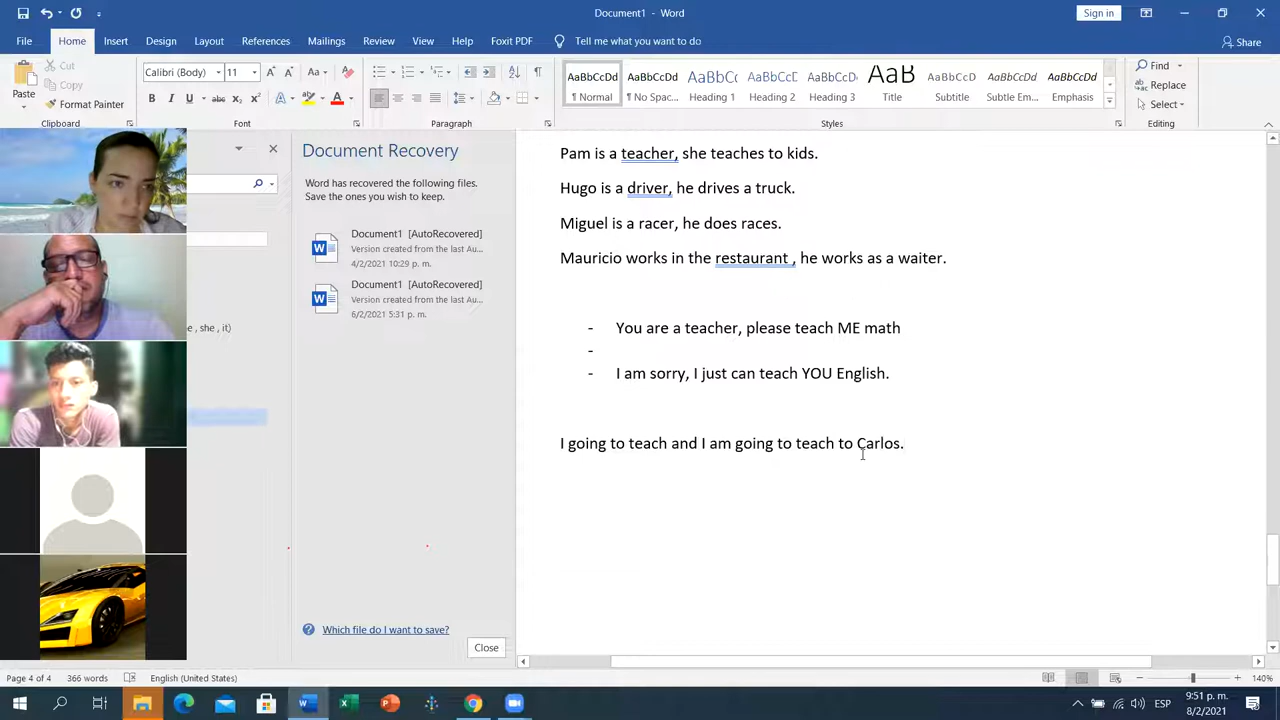 Document1 - Word
Sign in
File Home Insert Draw Design Layout References Mailings Review View Help Foxit PDF Tell me what you want to do Share
Paste
Cut
Copy
Format Painter
Clipboard
Calibri (Body) 11
Font
Paragraph
AaBbCcDd AaBbCcDd AaBbCc AaBbCcD AaBbCcD AaB AaBbCcD AaBbCcDd AaBbCcDd
¶ Normal ¶ No Spac... Heading 1 Heading 2 Heading 3 Title Subtitle Subtle Em... Emphasis
Styles
Find
Replace
Select
Editing
, she , it)
Document Recovery
Word has recovered the following files.
Save the ones you wish to keep.
Document1 [AutoRecovered]
Version created from the last Au...
4/2/2021 10:29 p. m.
Document1 [AutoRecovered]
Version created from the last Au...
6/2/2021 5:31 p. m.
Which file do I want to save?
Close
Pam is a teacher, she teaches to kids.
Hugo is a driver, he drives a truck.
Miguel is a racer, he does races.
Mauricio works in the restaurant , he works as a waiter.
- You are a teacher, please teach ME math
-
- I am sorry, I just can teach YOU English.
I going to teach and I am going to teach to Carlos.
Page 4 of 4 366 words English (United States) 140%
ESP 9:51 p. m.
8/2/2021